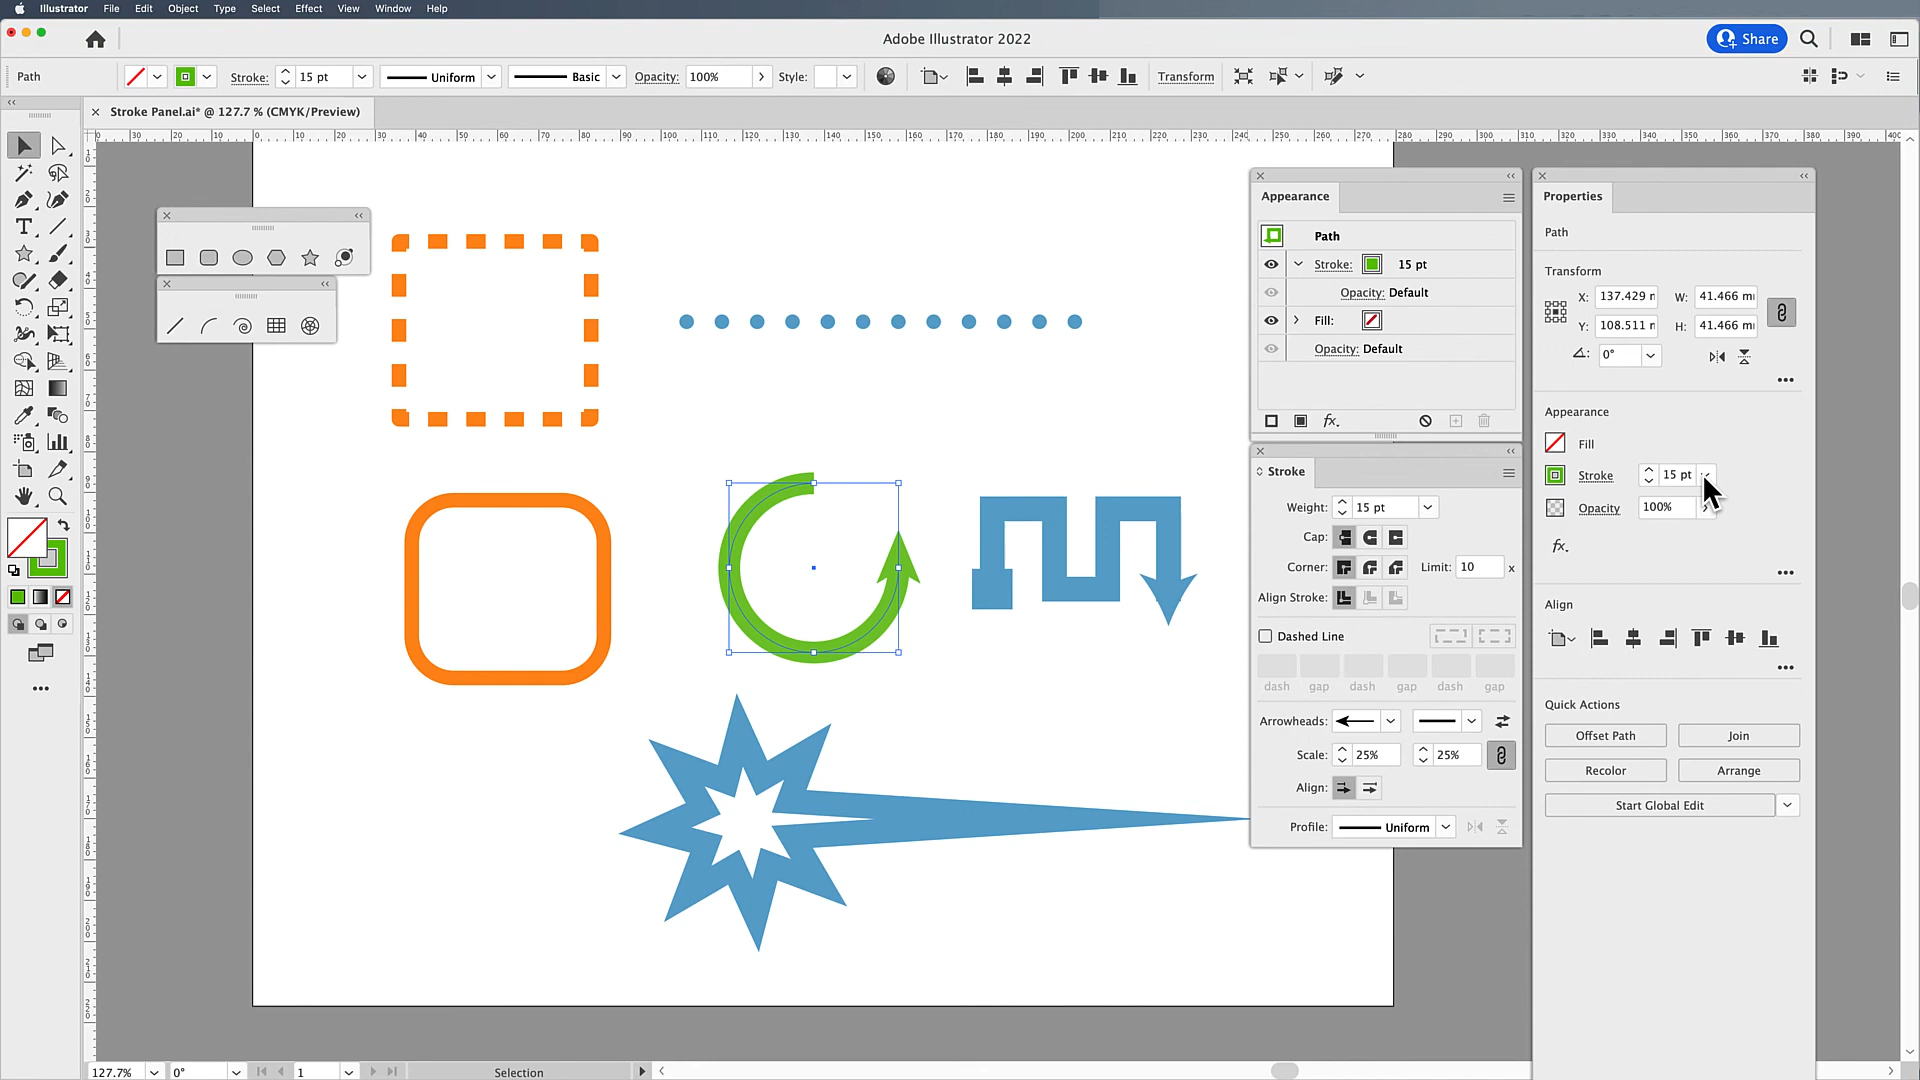 Illustrator File Edit Object Type Select Effect View Window Help
Adobe Illustrator 2022
Share
Path Stroke: 15 pt Uniform Basic Opacity: 100% Style: Transform
Stroke Panel.ai* @ 127.7 % (CMYK/Preview)
Appearance
Path
Stroke: 15 pt
Opacity: Default
Fill:
Opacity: Default
fx.
Stroke
Weight: 15 pt
Cap:
Corner: Limit: 10 x
Align Stroke:
Dashed Line
dash gap dash gap dash gap
Arrowheads:
Scale: 25% 25%
Align:
Profile: Uniform
Properties
Path
Transform
X: 137.429 W: 41.466
Y: 108.511 H: 41.466
0°
Appearance
Fill
Stroke 15 pt
Opacity 100%
fx.
Align
Quick Actions
Offset Path Join
Recolor Arrange
Start Global Edit
127.7% 0° 1 Selection